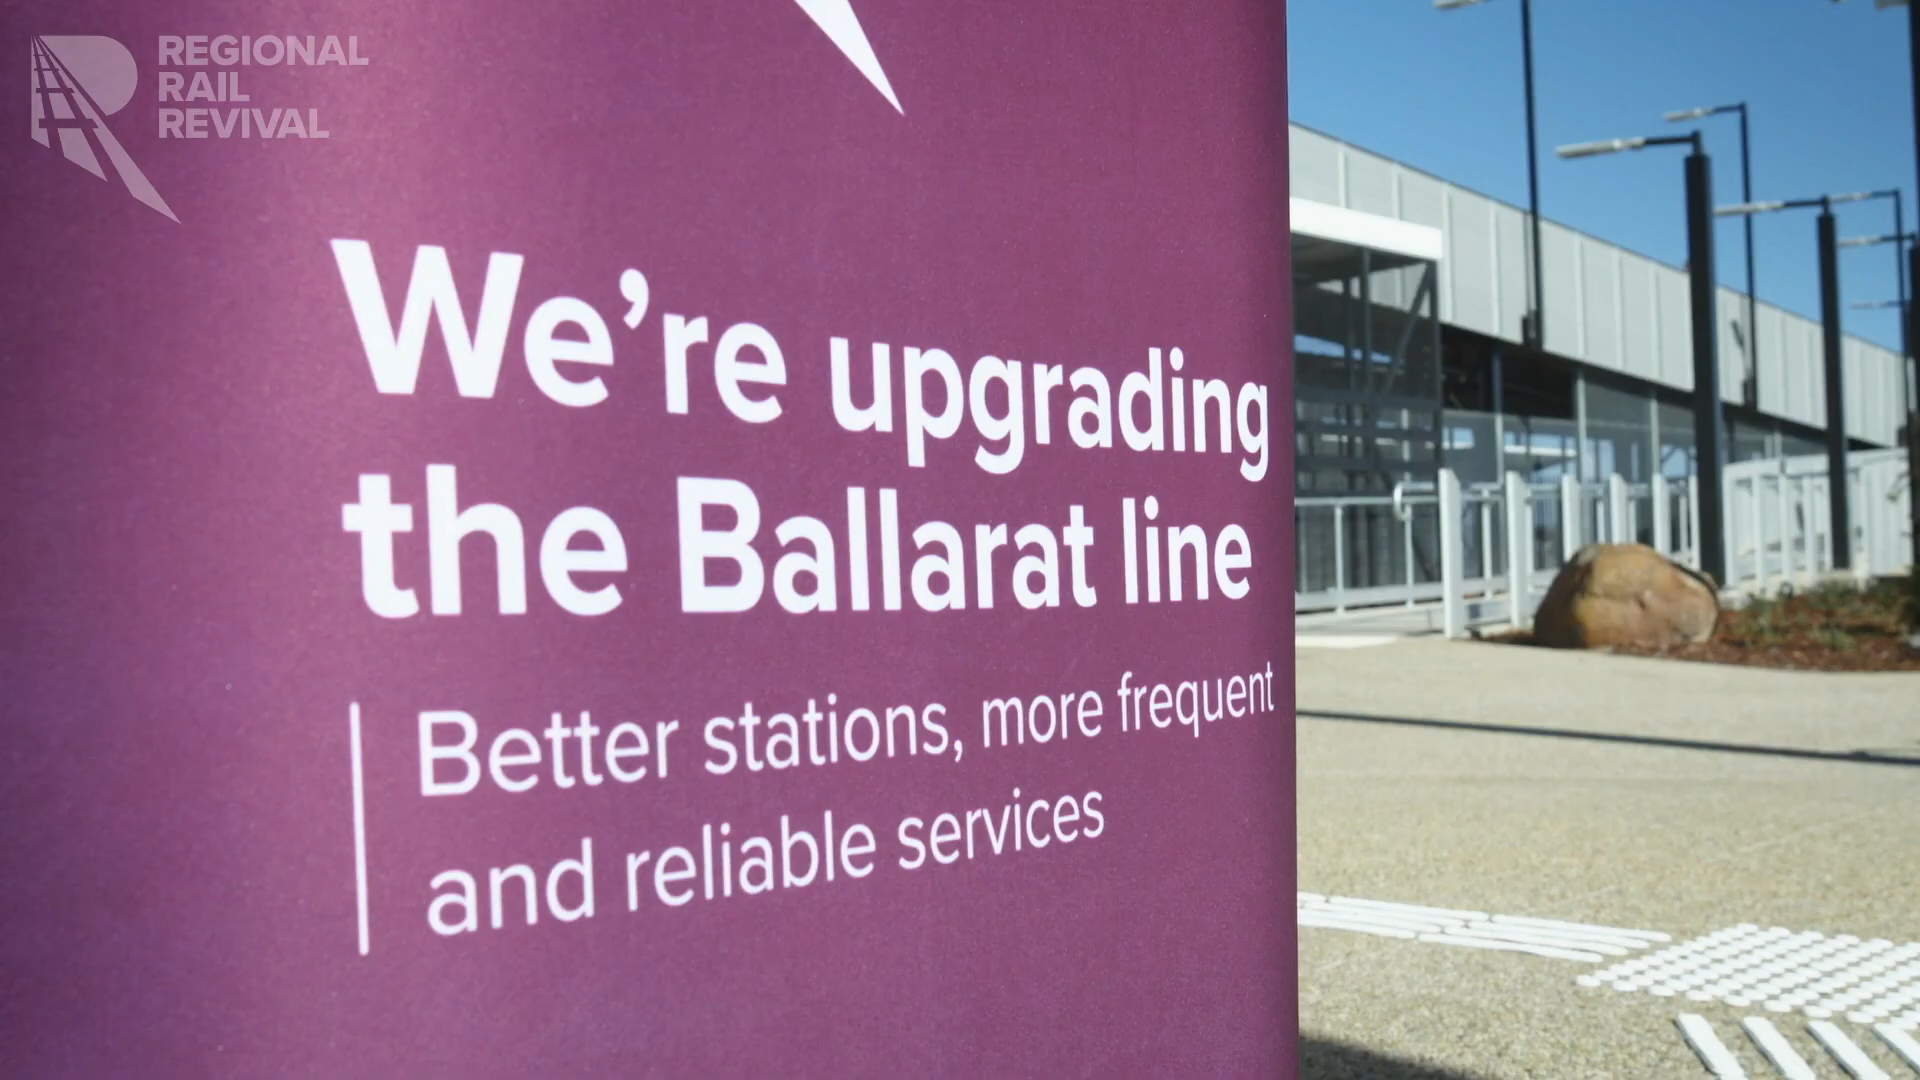 REGIONAL
RAIL
REVIVAL
We’re upgrading
the Ballarat line
Better stations, more frequent
and reliable services